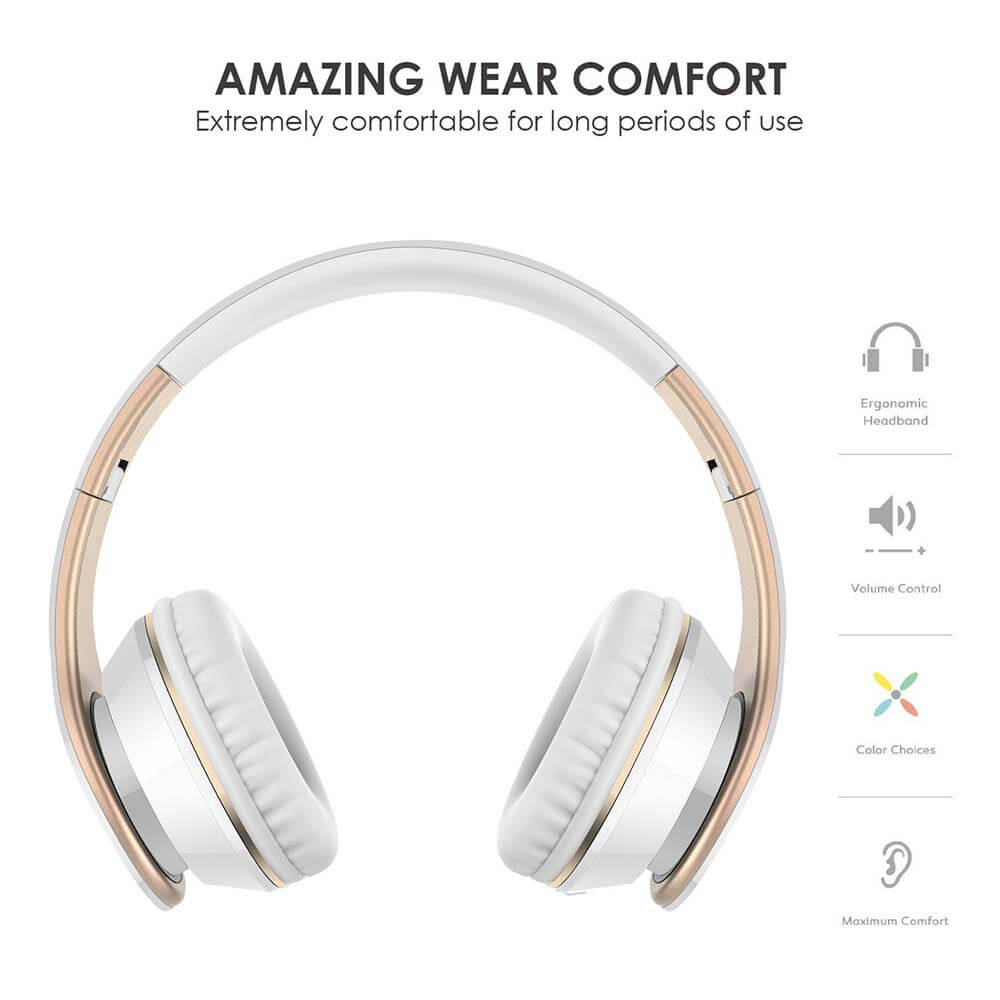 AMAZING WEAR COMFORT
Extremely comfortable for long periods of use
Ergonomic
Headband
Volume Control
Color Choices
Maximum Comfort